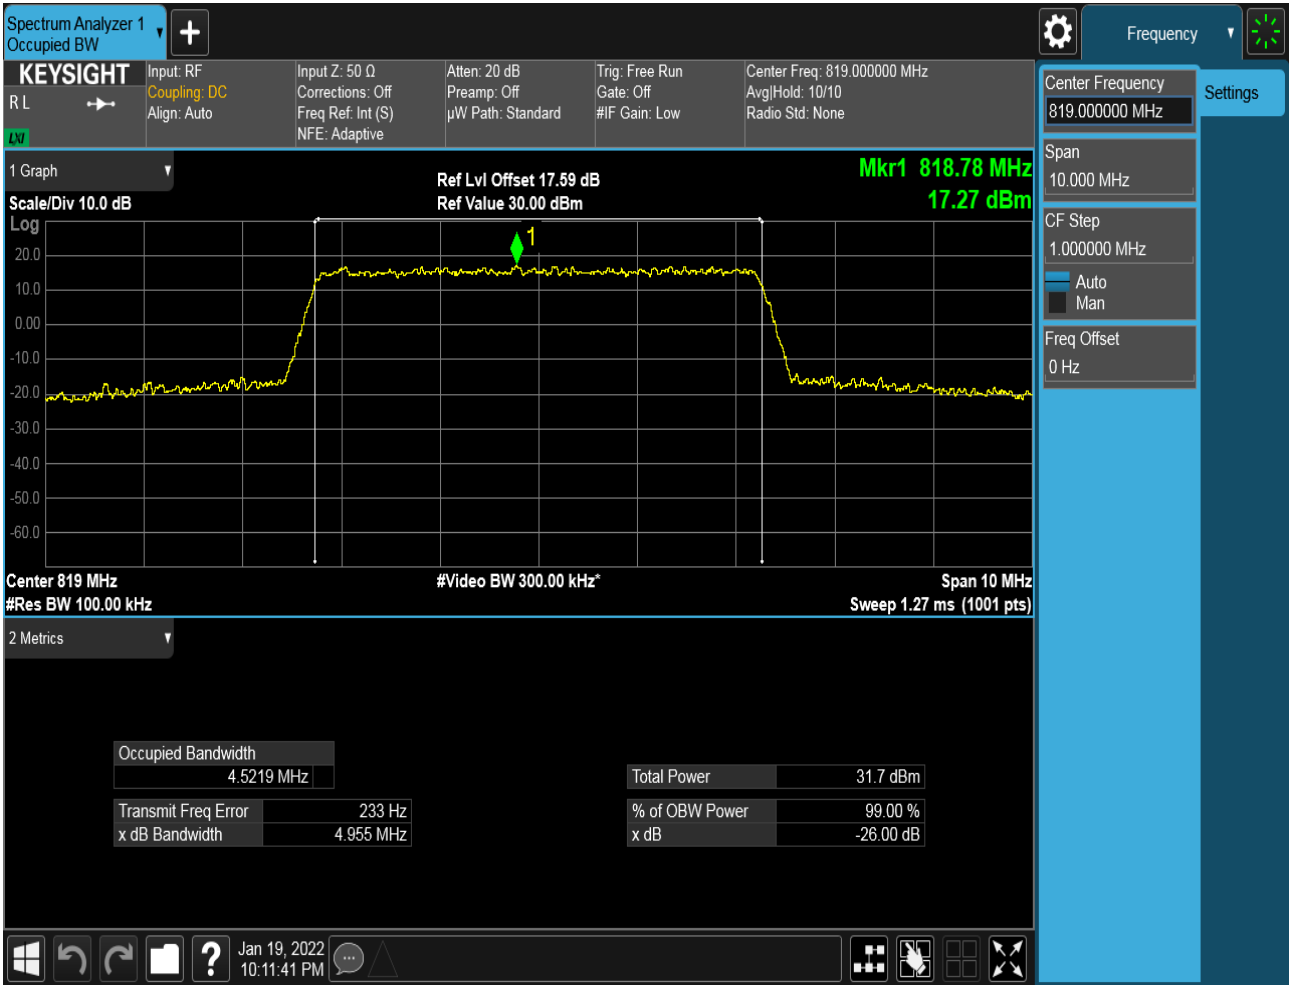 Spectrum Analyzer 1
Occupied BW
Frequency
KEYSIGHT
R L
LXI
Input: RF
Coupling: DC
Align: Auto
Input Z: 50 Ω
Corrections: Off
Freq Ref: Int (S)
NFE: Adaptive
Atten: 20 dB
Preamp: Off
µW Path: Standard
Trig: Free Run
Gate: Off
#IF Gain: Low
Center Freq: 819.000000 MHz
Avg|Hold: 10/10
Radio Std: None
Center Frequency
819.000000 MHz
Settings
Span
10.000 MHz
CF Step
1.000000 MHz
Auto
Man
Freq Offset
0 Hz
1 Graph
Scale/Div 10.0 dB
Ref Lvl Offset 17.59 dB
Ref Value 30.00 dBm
Mkr1 818.78 MHz
17.27 dBm
Log
1
20.0
10.0
0.00
-10.0
-20.0
-30.0
-40.0
-50.0
-60.0
Center 819 MHz
#Video BW 300.00 kHz*
Span 10 MHz
#Res BW 100.00 kHz
Sweep 1.27 ms (1001 pts)
2 Metrics
Occupied Bandwidth
4.5219 MHz
Total Power 31.7 dBm
Transmit Freq Error 233 Hz
% of OBW Power 99.00 %
x dB Bandwidth 4.955 MHz
x dB -26.00 dB
?
Jan 19, 2022
10:11:41 PM